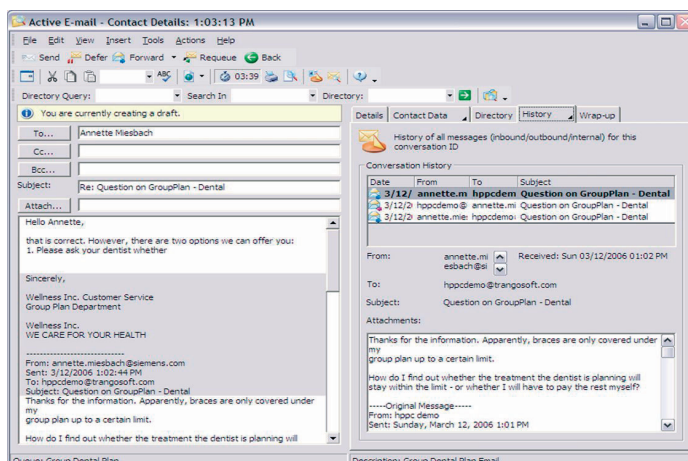 Active E-mail - Contact Details: 1:03:13 PM
File Edit View Insert Tools Actions Help
Send Defer Forward Requeue Back
ABC 03:39
Directory Query: Search In Directory:
You are currently creating a draft.
To... Annette Miesbach
Cc...
Bcc...
Subject: Re: Question on GroupPlan - Dental
Attach...
Hello Annette,
that is correct. However, there are two options we can offer you:
1. Please ask your dentist whether
Sincerely,
Wellness Inc. Customer Service
Group Plan Department
Wellness Inc.
WE CARE FOR YOUR HEALTH
----------------------------
From: annette.miesbach@siemens.com
Sent: 3/12/2006 1:02:44 PM
To: hppcdemo@trangosoft.com
Subject: Question on GroupPlan - Dental
Thanks for the information. Apparently, braces are only covered under
my
group plan up to a certain limit.
How do I find out whether the treatment the dentist is planning will
Queue: Group Dental Plan
Details Contact Data Directory History Wrap-up
History of all messages (inbound/outbound/internal) for this
conversation ID
Conversation History
Date From To Subject
3/12/ annette.m hppcdem Question on GroupPlan - Dental
3/12/2 hppcdemo@ annette.mi Question on GroupPlan - Dental
3/12/2 annette.mie hppcdemo Question on GroupPlan - Dental
From: annette.mi Received: Sun 03/12/2006 01:02 PM
esbach@si
To: hppcdemo@trangosoft.com
Subject: Question on GroupPlan - Dental
Attachments:
Thanks for the information. Apparently, braces are only covered under
my
group plan up to a certain limit.
How do I find out whether the treatment the dentist is planning will
stay within the limit - or whether I will have to pay the rest myself?
-----Original Message-----
From: hppc demo
Sent: Sunday, March 12, 2006 1:01 PM
Description: Group Dental Plan Email